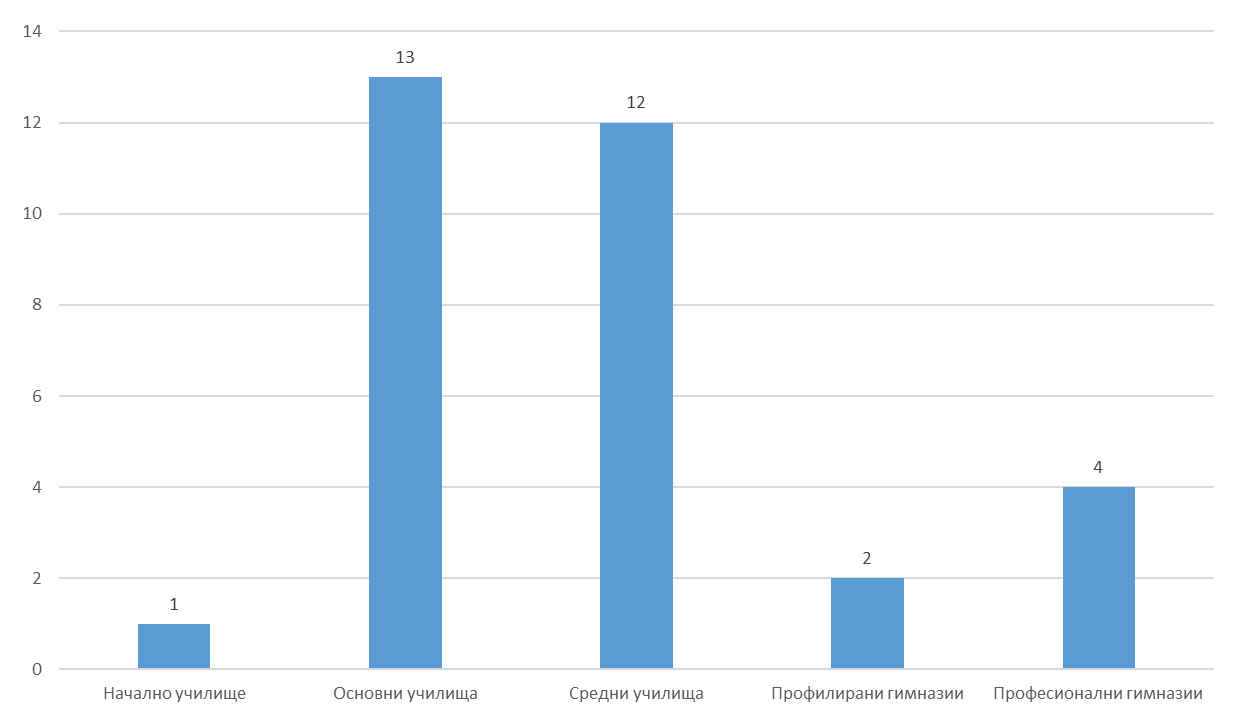 14
13
12
12
10
8
6
4
4
2
2
1
0
Начално училище
Основни училища
Средни училища
Профилирани гимназии
Професионални гимназии